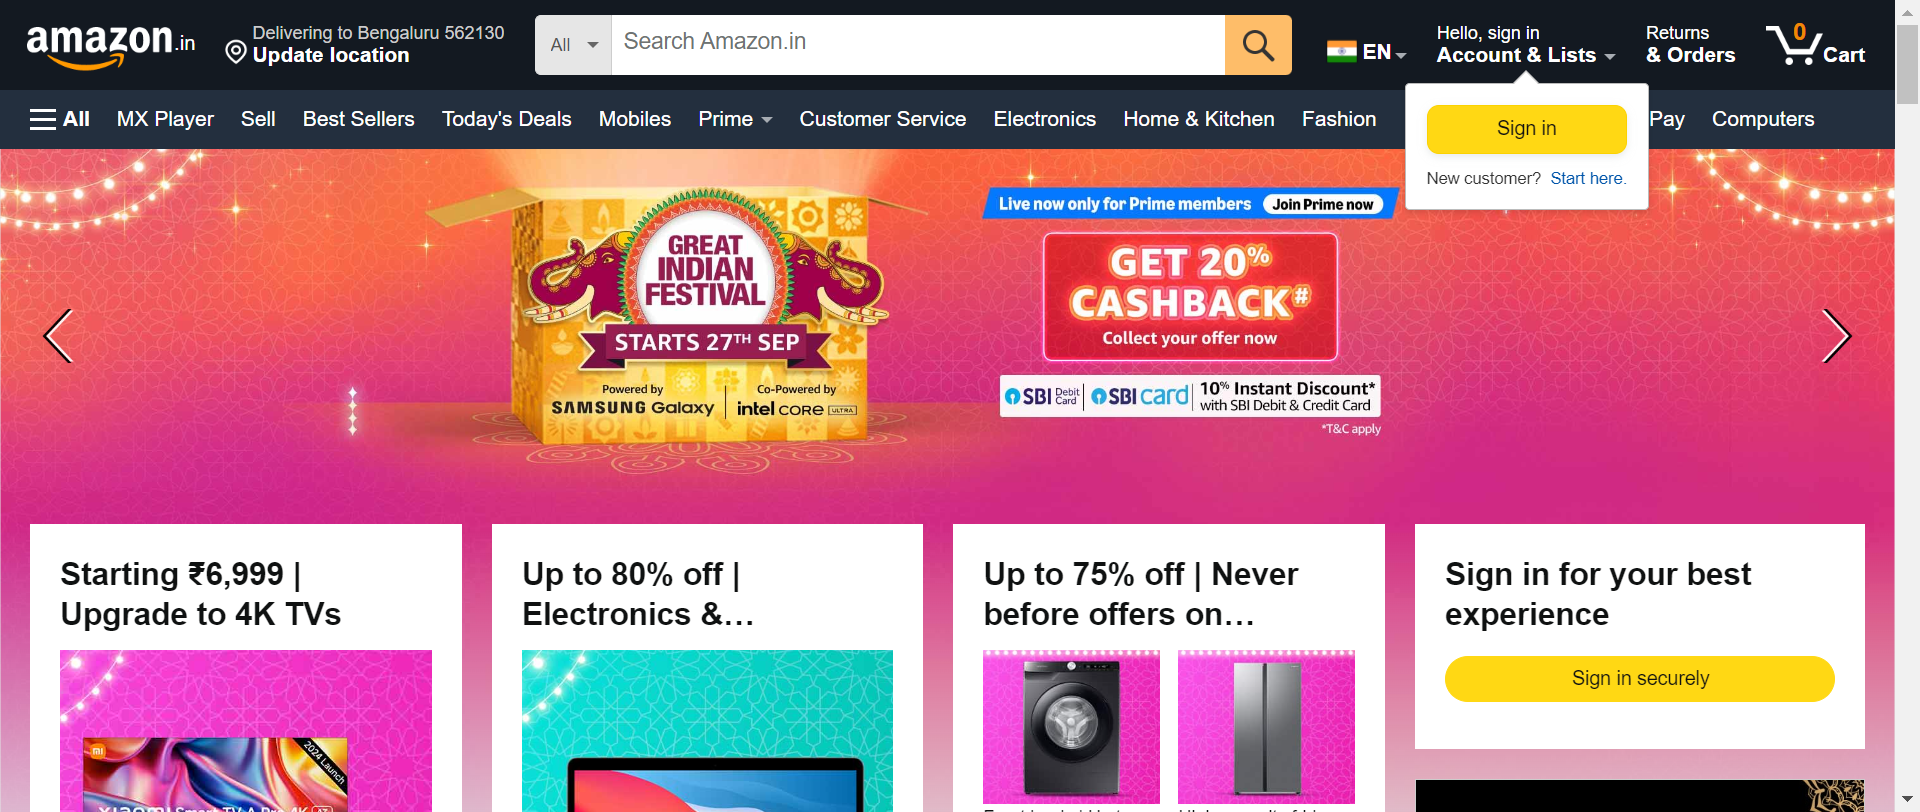 amazon.in
Delivering to Bengaluru 562130
Update location
All
Search Amazon.in
EN
Hello, sign in
Account & Lists
Returns
& Orders
0
Cart
All
MX Player
Sell
Best Sellers
Today's Deals
Mobiles
Prime
Customer Service
Electronics
Home & Kitchen
Fashion
Pay
Computers
Sign in
New customer? Start here.
GREAT
INDIAN
FESTIVAL
STARTS 27TH SEP
Powered by
SAMSUNG Galaxy
Co-Powered by
intel CORE ULTRA
Live now only for Prime members
Join Prime now
GET 20%
CASHBACK#
Collect your offer now
SBI Debit Card
SBI card
10% Instant Discount*
with SBI Debit & Credit Card
*T&C apply
Starting ₹6,999 |
Upgrade to 4K TVs
mi
2024 Launch
Up to 80% off |
Electronics &…
Up to 75% off | Never
before offers on…
Sign in for your best
experience
Sign in securely